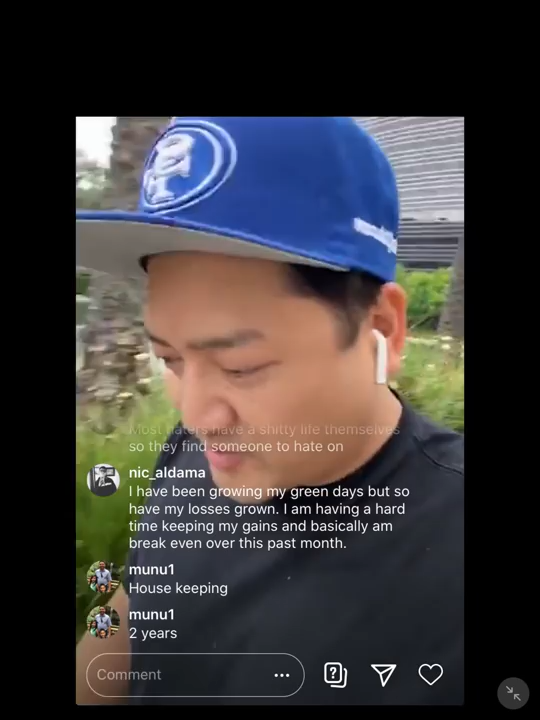 Most haters have a shitty life themselves
so they find someone to hate on
nic_aldama
I have been growing my green days but so
have my losses grown. I am having a hard
time keeping my gains and basically am
break even over this past month.
munu1
House keeping
munu1
2 years
Comment